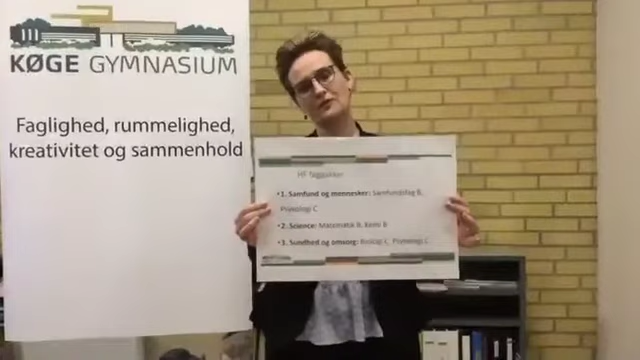 KØGE GYMNASIUM
Faglighed, rummelighed,
kreativitet og sammenhold
HF fagpakker
•1. Samfund og mennesker: Samfundsfag B,
Psykologi C
•2. Science: Matematik B, Kemi B
•3. Sundhed og omsorg: Biologi C, Psykologi C